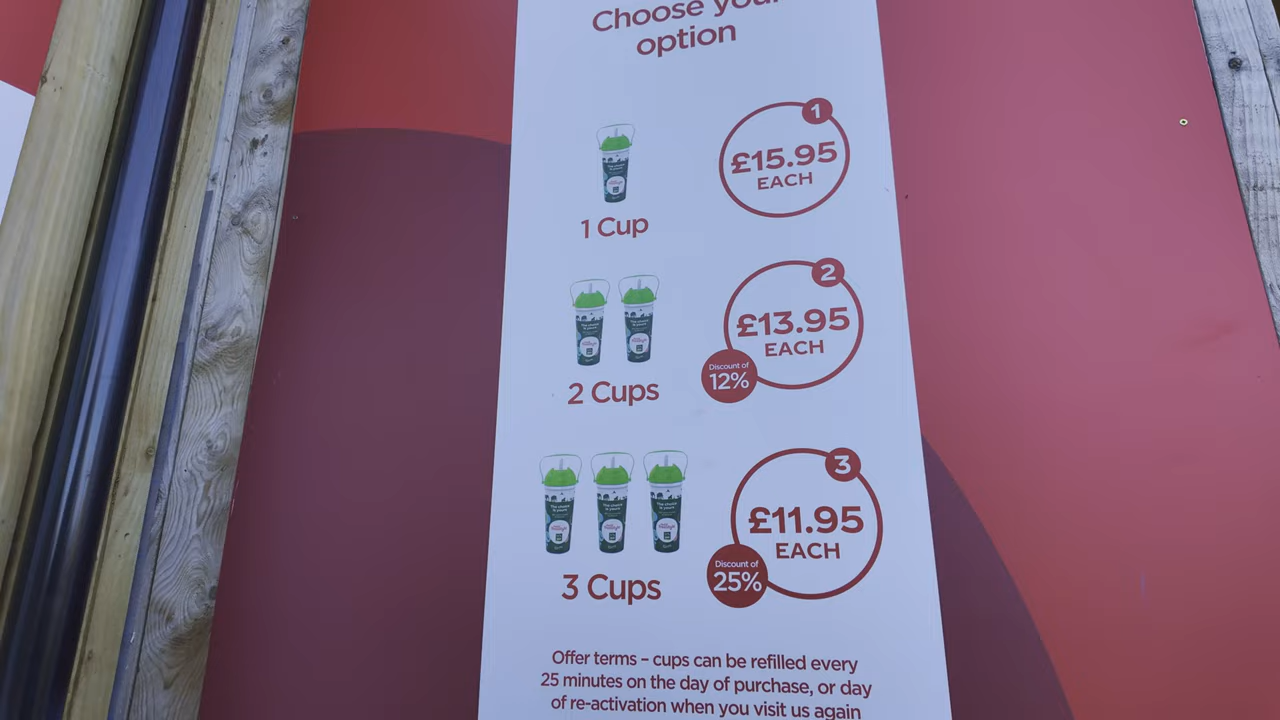 Choose your
option
1
£15.95
EACH
1 Cup
2
£13.95
EACH
Discount of
12%
2 Cups
3
£11.95
EACH
Discount of
25%
3 Cups
Offer terms – cups can be refilled every
25 minutes on the day of purchase, or day
of re-activation when you visit us again